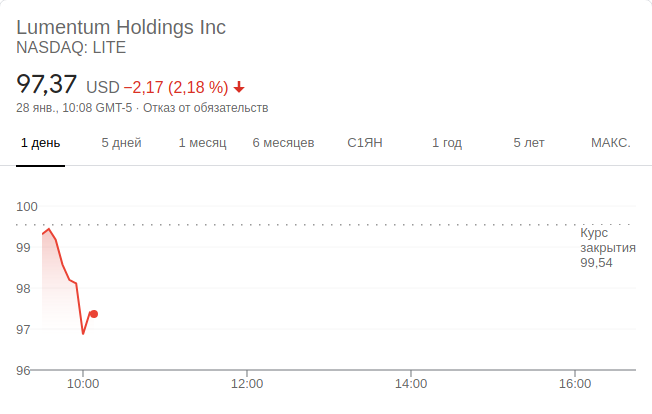 Lumentum Holdings Inc
NASDAQ: LITE
97,37 USD −2,17 (2,18 %)
28 янв., 10:08 GMT-5 · Отказ от обязательств
1 день 5 дней 1 месяц 6 месяцев С1ЯН 1 год 5 лет МАКС.
100
99
98
97
96
Курс
закрытия
99,54
10:00 12:00 14:00 16:00